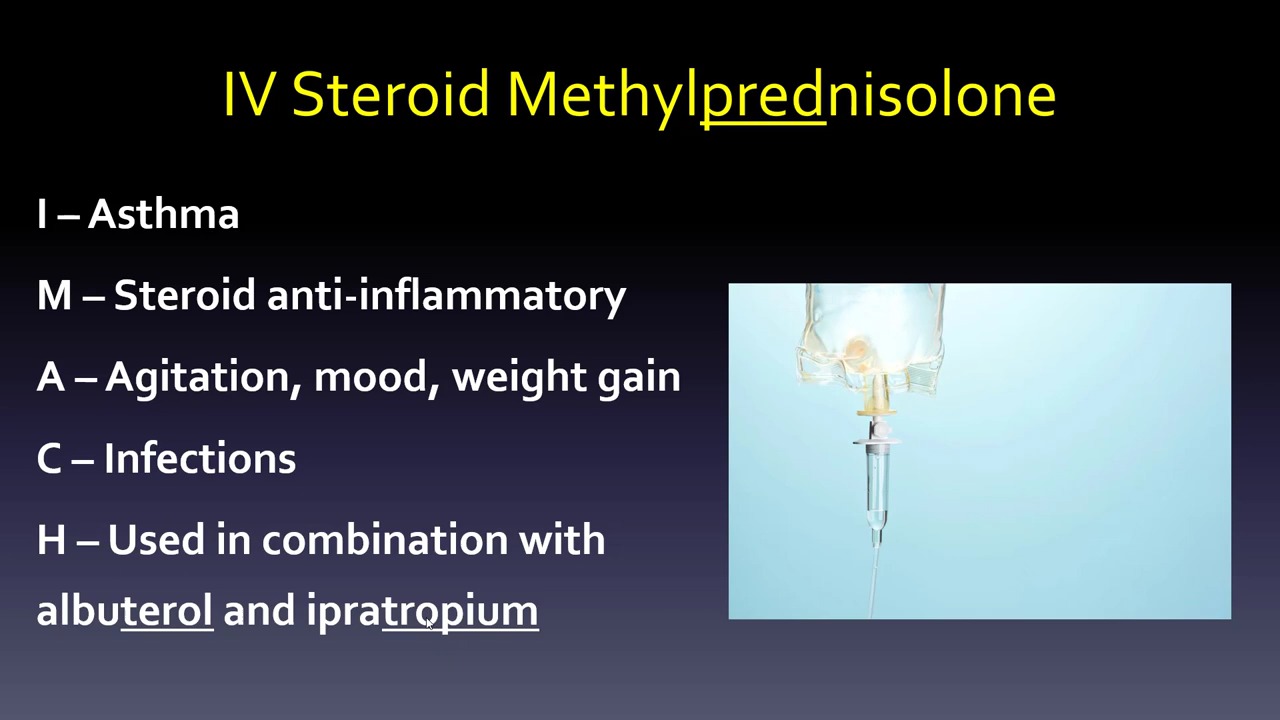 IV Steroid Methylprednisolone
I – Asthma
M – Steroid anti-inflammatory
A – Agitation, mood, weight gain
C – Infections
H – Used in combination with
albuterol and ipratropium